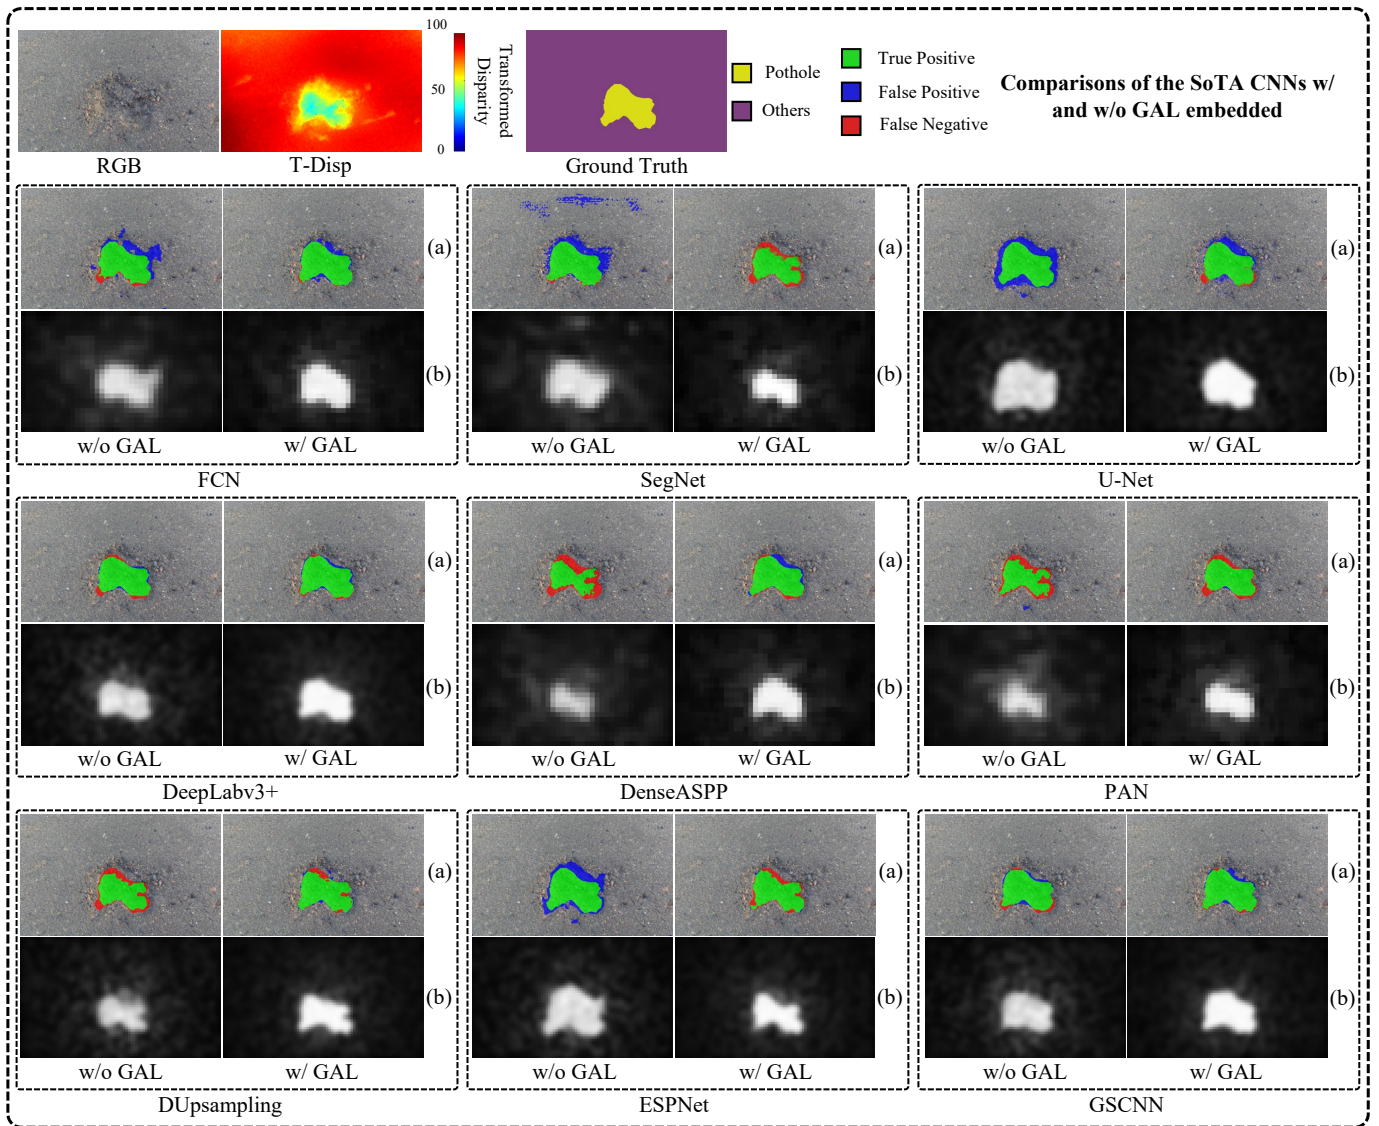 100
50
0
Transformed
Disparity
Pothole
Others
True Positive
False Positive
False Negative
Comparisons of the SoTA CNNs w/
and w/o GAL embedded
RGB
T-Disp
Ground Truth
(a)
(b)
w/o GAL
w/ GAL
FCN
(a)
(b)
w/o GAL
w/ GAL
SegNet
(a)
(b)
w/o GAL
w/ GAL
U-Net
(a)
(b)
w/o GAL
w/ GAL
DeepLabv3+
(a)
(b)
w/o GAL
w/ GAL
DenseASPP
(a)
(b)
w/o GAL
w/ GAL
PAN
(a)
(b)
w/o GAL
w/ GAL
DUpsampling
(a)
(b)
w/o GAL
w/ GAL
ESPNet
(a)
(b)
w/o GAL
w/ GAL
GSCNN